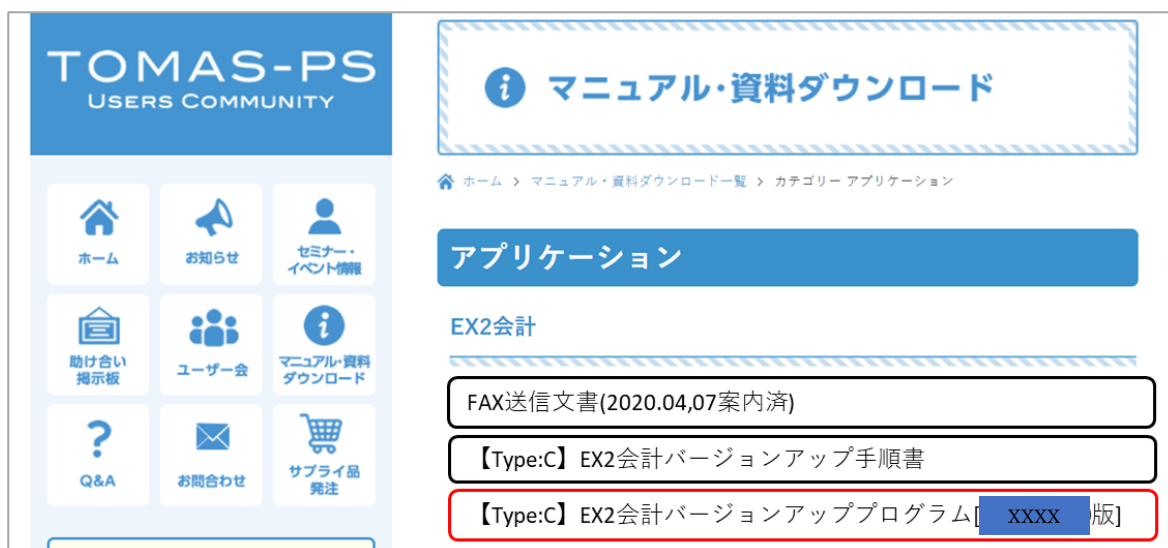 TOMAS-PS
USERS COMMUNITY
ホーム
お知らせ
セミナー・
イベント情報
助け合い
掲示板
ユーザー会
マニュアル・資料
ダウンロード
Q&A
お問合わせ
サプライ品
発注
マニュアル・資料ダウンロード
ホーム > マニュアル・資料ダウンロード一覧 > カテゴリー アプリケーション
アプリケーション
EX2会計
FAX送信文書(2020.04,07案内済)
【Type:C】EX2会計バージョンアップ手順書
【Type:C】EX2会計バージョンアッププログラム[ XXXX 版]